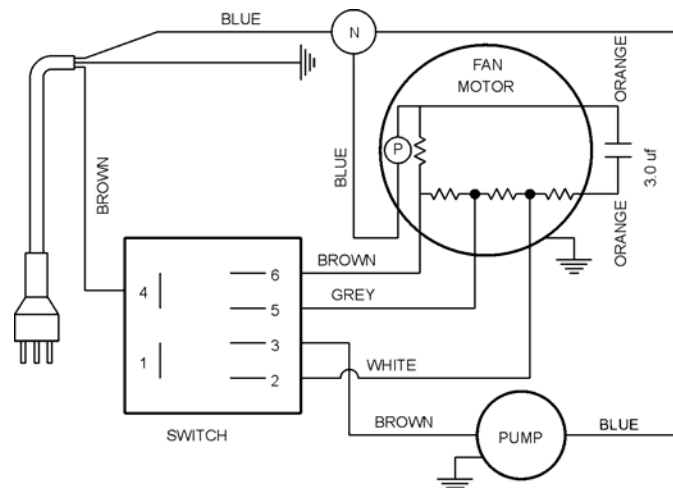 BLUE
N
FAN
MOTOR
ORANGE
P
3.0 uf
BLUE
BROWN
ORANGE
BROWN
6
4
GREY
5
3
1
WHITE
2
SWITCH
BROWN
PUMP
BLUE